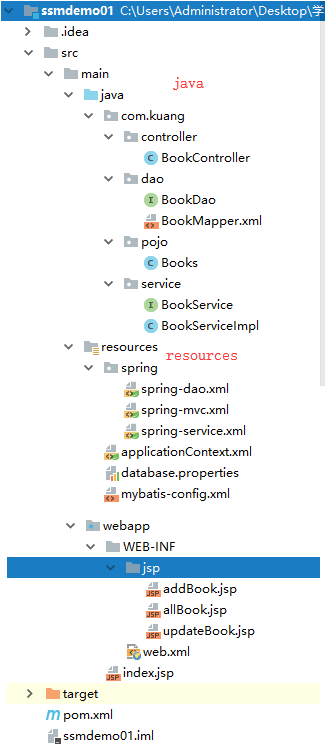 ssmdemo01 C:\Users\Administrator\Desktop\学
.idea
src
main
java java
com.kuang
controller
BookController
dao
BookDao
BookMapper.xml
pojo
Books
service
BookService
BookServiceImpl
resources resources
spring
spring-dao.xml
spring-mvc.xml
spring-service.xml
applicationContext.xml
database.properties
mybatis-config.xml
webapp
WEB-INF
jsp
addBook.jsp
allBook.jsp
updateBook.jsp
web.xml
index.jsp
target
pom.xml
ssmdemo01.iml